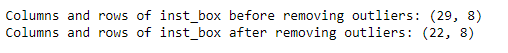 Columns and rows of inst_box before removing outliers: (29, 8)
Columns and rows of inst_box after removing outliers: (22, 8)